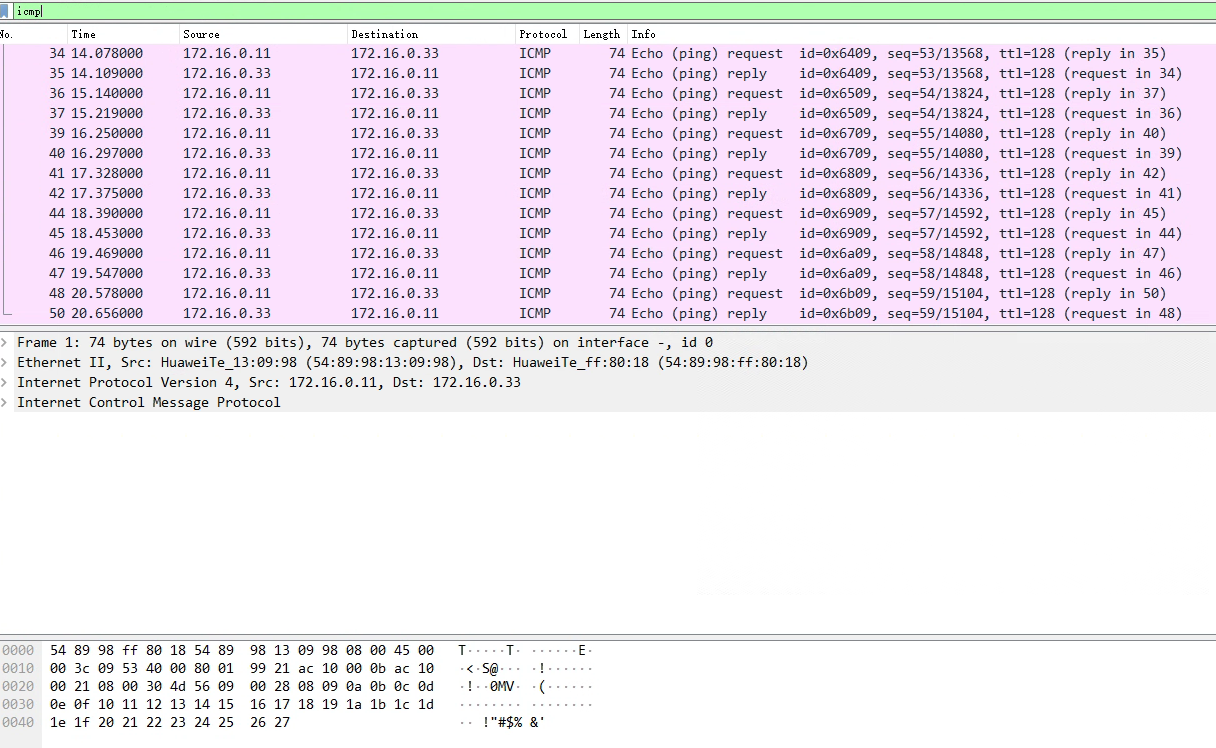 icmp
No. Time Source Destination Protocol Length Info
34 14.078000 172.16.0.11 172.16.0.33 ICMP 74 Echo (ping) request id=0x6409, seq=53/13568, ttl=128 (reply in 35)
35 14.109000 172.16.0.33 172.16.0.11 ICMP 74 Echo (ping) reply id=0x6409, seq=53/13568, ttl=128 (request in 34)
36 15.140000 172.16.0.11 172.16.0.33 ICMP 74 Echo (ping) request id=0x6509, seq=54/13824, ttl=128 (reply in 37)
37 15.219000 172.16.0.33 172.16.0.11 ICMP 74 Echo (ping) reply id=0x6509, seq=54/13824, ttl=128 (request in 36)
39 16.250000 172.16.0.11 172.16.0.33 ICMP 74 Echo (ping) request id=0x6709, seq=55/14080, ttl=128 (reply in 40)
40 16.297000 172.16.0.33 172.16.0.11 ICMP 74 Echo (ping) reply id=0x6709, seq=55/14080, ttl=128 (request in 39)
41 17.328000 172.16.0.11 172.16.0.33 ICMP 74 Echo (ping) request id=0x6809, seq=56/14336, ttl=128 (reply in 42)
42 17.375000 172.16.0.33 172.16.0.11 ICMP 74 Echo (ping) reply id=0x6809, seq=56/14336, ttl=128 (request in 41)
44 18.390000 172.16.0.11 172.16.0.33 ICMP 74 Echo (ping) request id=0x6909, seq=57/14592, ttl=128 (reply in 45)
45 18.453000 172.16.0.33 172.16.0.11 ICMP 74 Echo (ping) reply id=0x6909, seq=57/14592, ttl=128 (request in 44)
46 19.469000 172.16.0.11 172.16.0.33 ICMP 74 Echo (ping) request id=0x6a09, seq=58/14848, ttl=128 (reply in 47)
47 19.547000 172.16.0.33 172.16.0.11 ICMP 74 Echo (ping) reply id=0x6a09, seq=58/14848, ttl=128 (request in 46)
48 20.578000 172.16.0.11 172.16.0.33 ICMP 74 Echo (ping) request id=0x6b09, seq=59/15104, ttl=128 (reply in 50)
50 20.656000 172.16.0.33 172.16.0.11 ICMP 74 Echo (ping) reply id=0x6b09, seq=59/15104, ttl=128 (request in 48)
Frame 1: 74 bytes on wire (592 bits), 74 bytes captured (592 bits) on interface -, id 0
Ethernet II, Src: HuaweiTe_13:09:98 (54:89:98:13:09:98), Dst: HuaweiTe_ff:80:18 (54:89:98:ff:80:18)
Internet Protocol Version 4, Src: 172.16.0.11, Dst: 172.16.0.33
Internet Control Message Protocol
0000 54 89 98 ff 80 18 54 89 98 13 09 98 08 00 45 00 T·····T· ······E·
0010 00 3c 09 53 40 00 80 01 99 21 ac 10 00 0b ac 10 ·<·S@··· ·!······
0020 00 21 08 00 30 4d 56 09 00 28 08 09 0a 0b 0c 0d ·!··0MV· ·(······
0030 0e 0f 10 11 12 13 14 15 16 17 18 19 1a 1b 1c 1d ········ ········
0040 1e 1f 20 21 22 23 24 25 26 27 ·· !"#$% &'